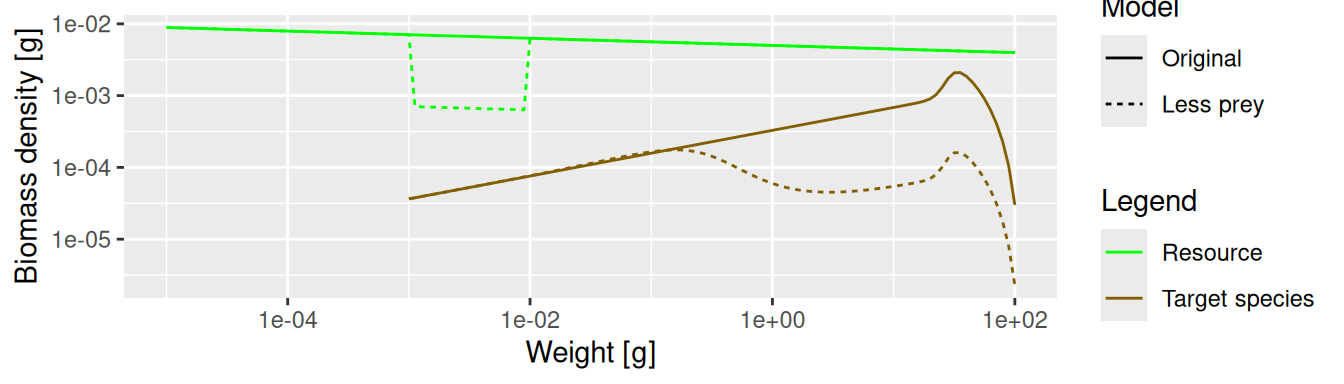 Biomass density [g]
1e-02
1e-03
1e-04
1e-05
1e-04
1e-02
1e+00
1e+02
Weight [g]
Model
Original
Less prey
Legend
Resource
Target species